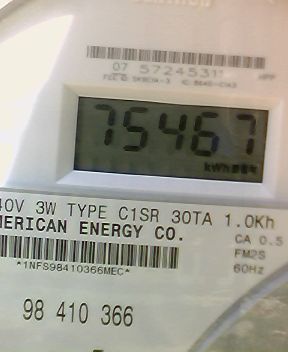 07 5724531
75467
kWh
40V 3W TYPE C1SR 30TA 1.0Kh
MERICAN ENERGY CO.
CA 0.5
FM2S
60Hz
*1NFS98410366MEC*
98 410 366